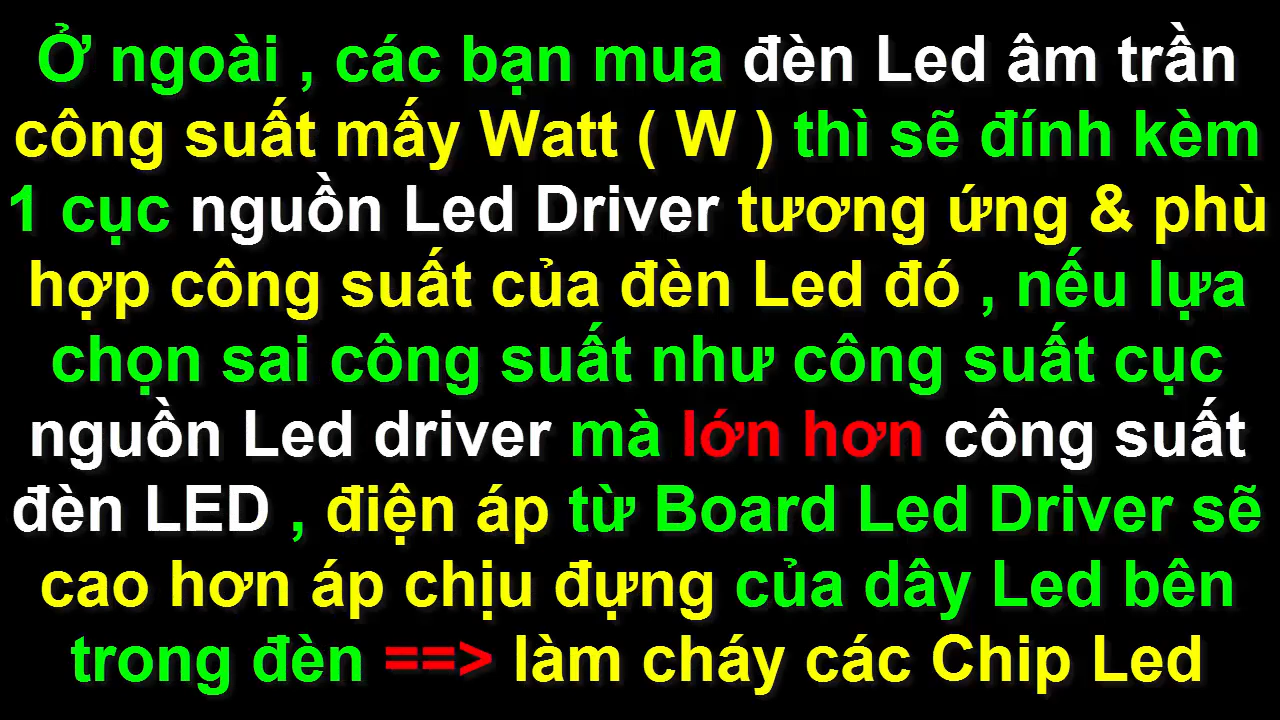 Ở ngoài , các bạn mua đèn Led âm trần
công suất mấy Watt ( W ) thì sẽ đính kèm
1 cục nguồn Led Driver tương ứng & phù
hợp công suất của đèn Led đó , nếu lựa
chọn sai công suất như công suất cục
nguồn Led driver mà lớn hơn công suất
đèn LED , điện áp từ Board Led Driver sẽ
cao hơn áp chịu đựng của dây Led bên
trong đèn ==> làm cháy các Chip Led